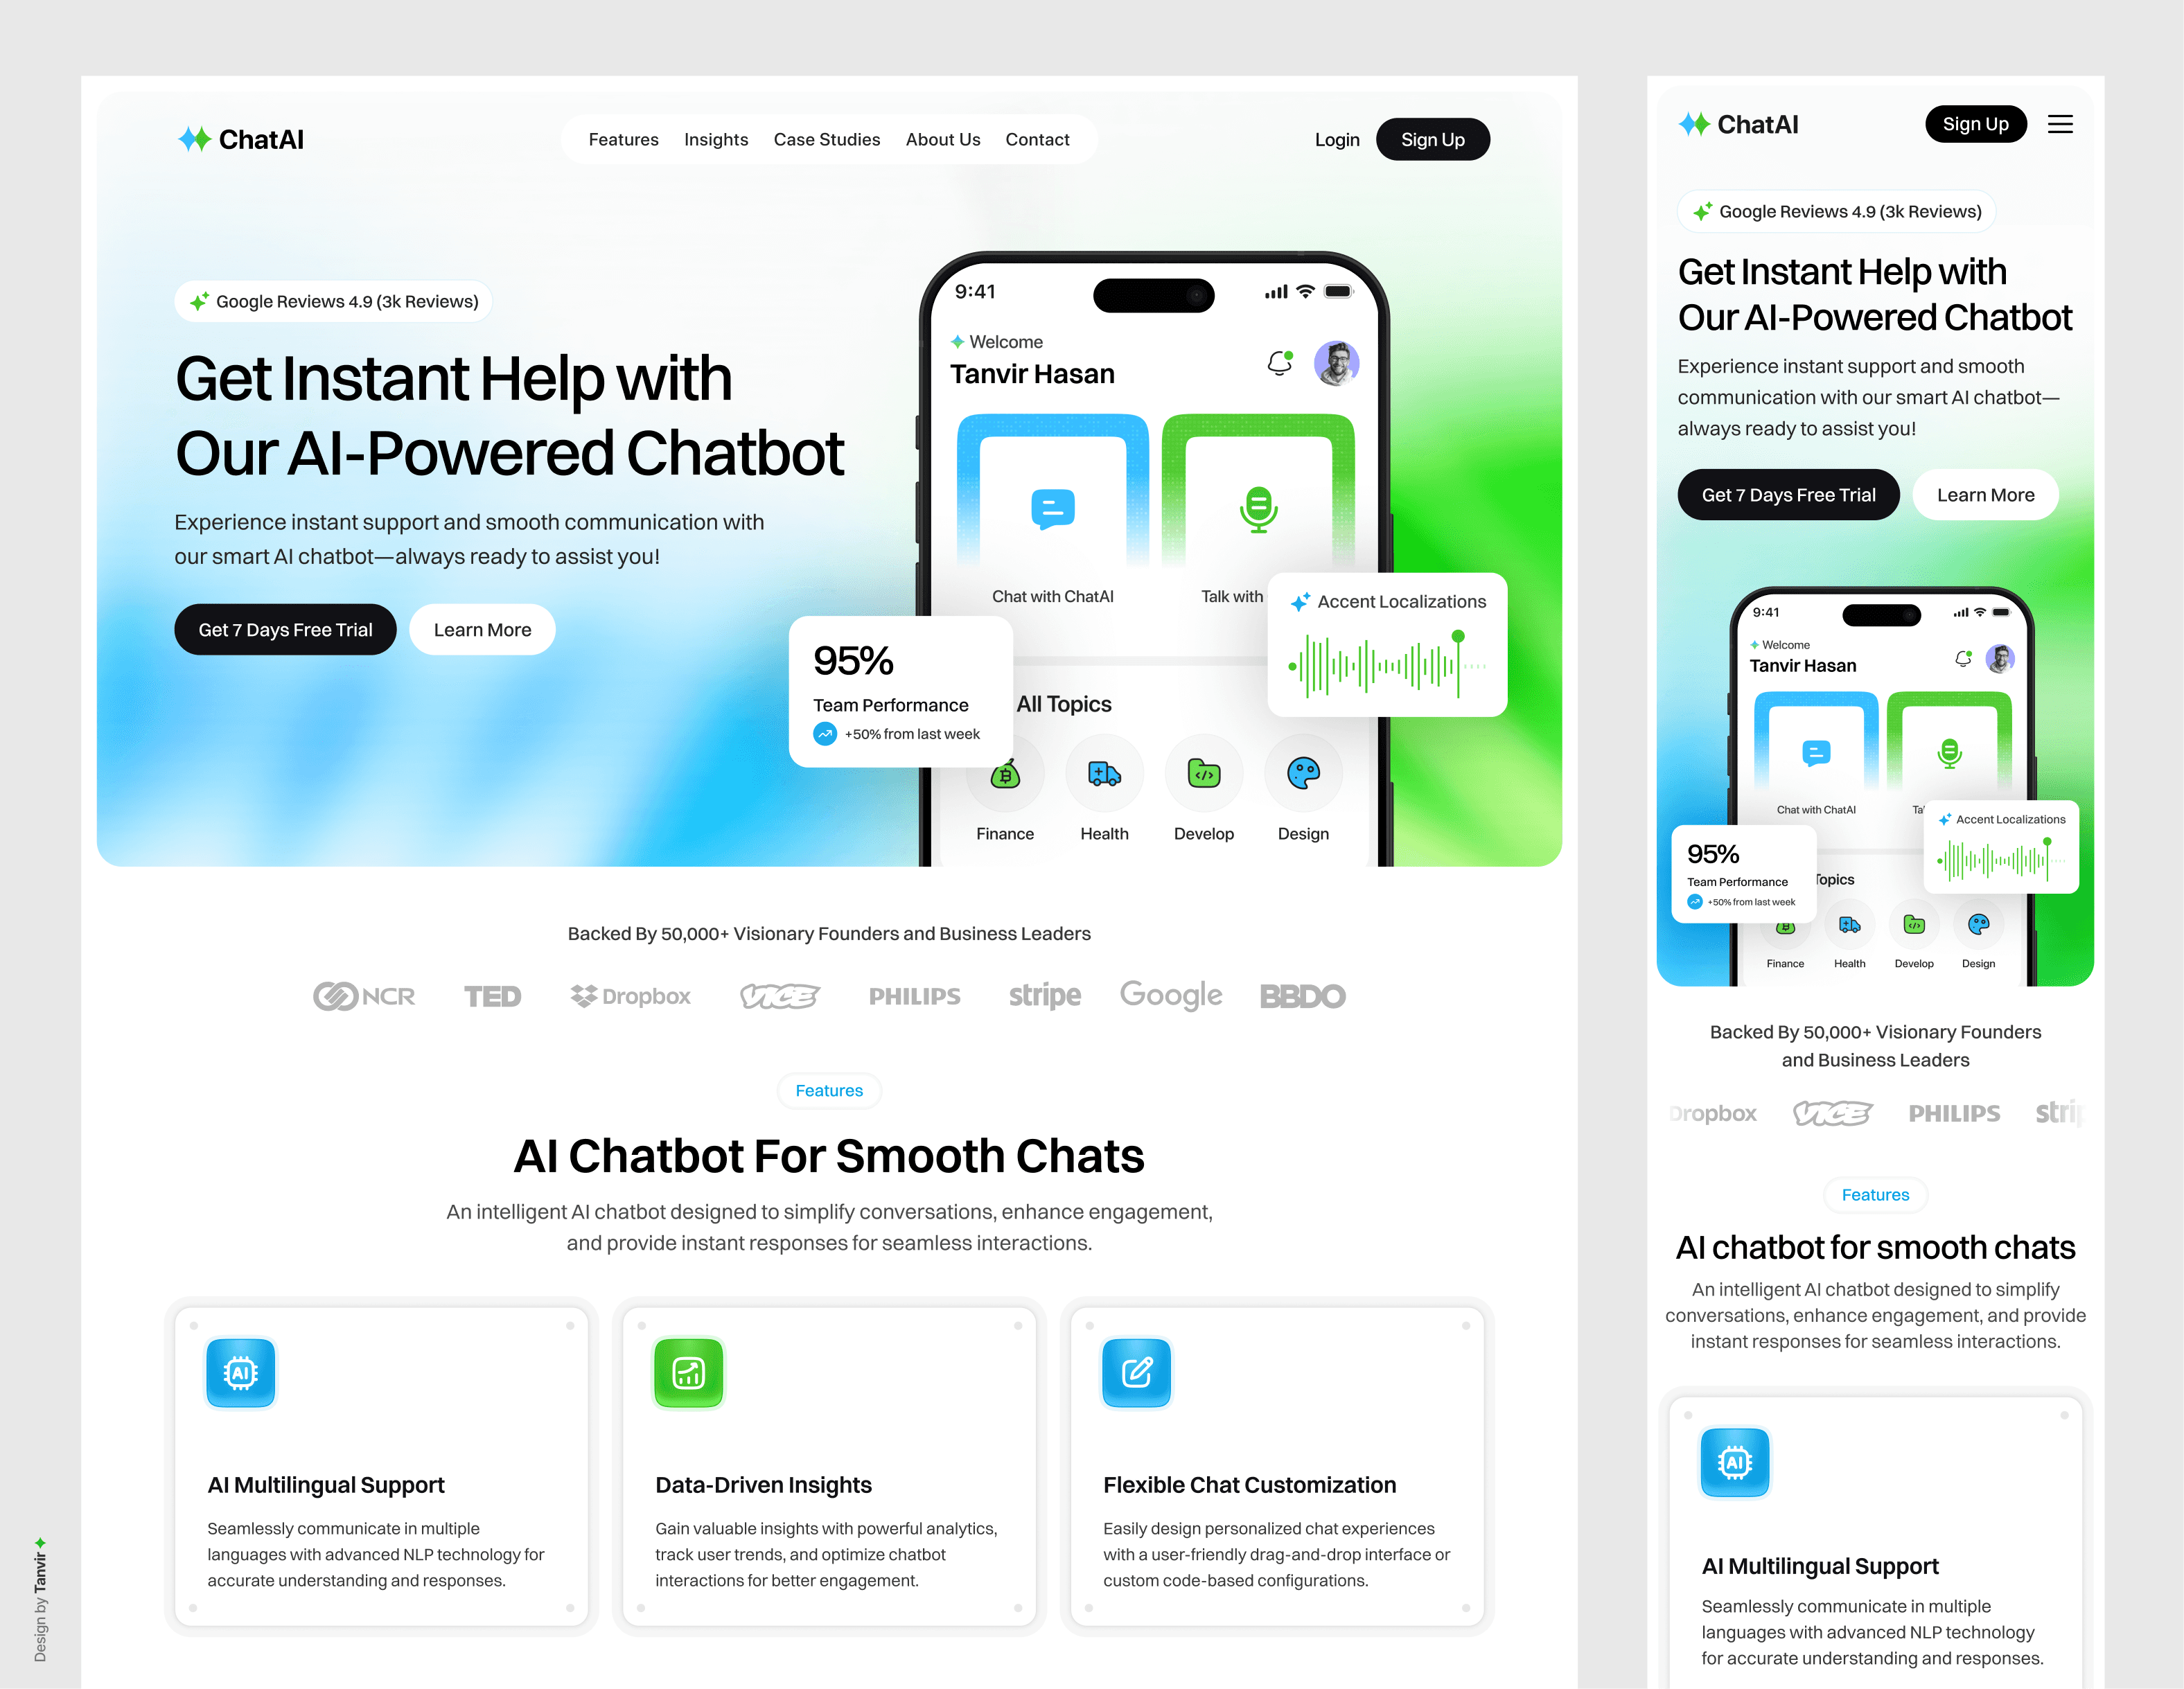 ChatAI
Features Insights Case Studies About Us Contact
Login Sign Up
Google Reviews 4.9 (3k Reviews)
Get Instant Help with
Our AI-Powered Chatbot
Experience instant support and smooth communication with
our smart AI chatbot—always ready to assist you!
Get 7 Days Free Trial Learn More
9:41
Welcome
Tanvir Hasan
Chat with ChatAI
Talk with
Accent Localizations
95%
Team Performance
+50% from last week
All Topics
Finance Health Develop Design
Backed By 50,000+ Visionary Founders and Business Leaders
NCR TED Dropbox VICE PHILIPS stripe Google BBDO
Features
AI Chatbot For Smooth Chats
An intelligent AI chatbot designed to simplify conversations, enhance engagement,
and provide instant responses for seamless interactions.
AI
AI Multilingual Support
Seamlessly communicate in multiple
languages with advanced NLP technology for
accurate understanding and responses.
Data-Driven Insights
Gain valuable insights with powerful analytics,
track user trends, and optimize chatbot
interactions for better engagement.
Flexible Chat Customization
Easily design personalized chat experiences
with a user-friendly drag-and-drop interface or
custom code-based configurations.
Design by Tanvir
ChatAI
Sign Up
Google Reviews 4.9 (3k Reviews)
Get Instant Help with
Our AI-Powered Chatbot
Experience instant support and smooth
communication with our smart AI chatbot—
always ready to assist you!
Get 7 Days Free Trial Learn More
9:41
Welcome
Tanvir Hasan
Chat with ChatAI
Ta
Accent Localizations
95%
Team Performance
+50% from last week
Topics
Finance Health Develop Design
Backed By 50,000+ Visionary Founders
and Business Leaders
Dropbox VICE PHILIPS strip
Features
AI chatbot for smooth chats
An intelligent AI chatbot designed to simplify
conversations, enhance engagement, and provide
instant responses for seamless interactions.
AI
AI Multilingual Support
Seamlessly communicate in multiple
languages with advanced NLP technology
for accurate understanding and responses.